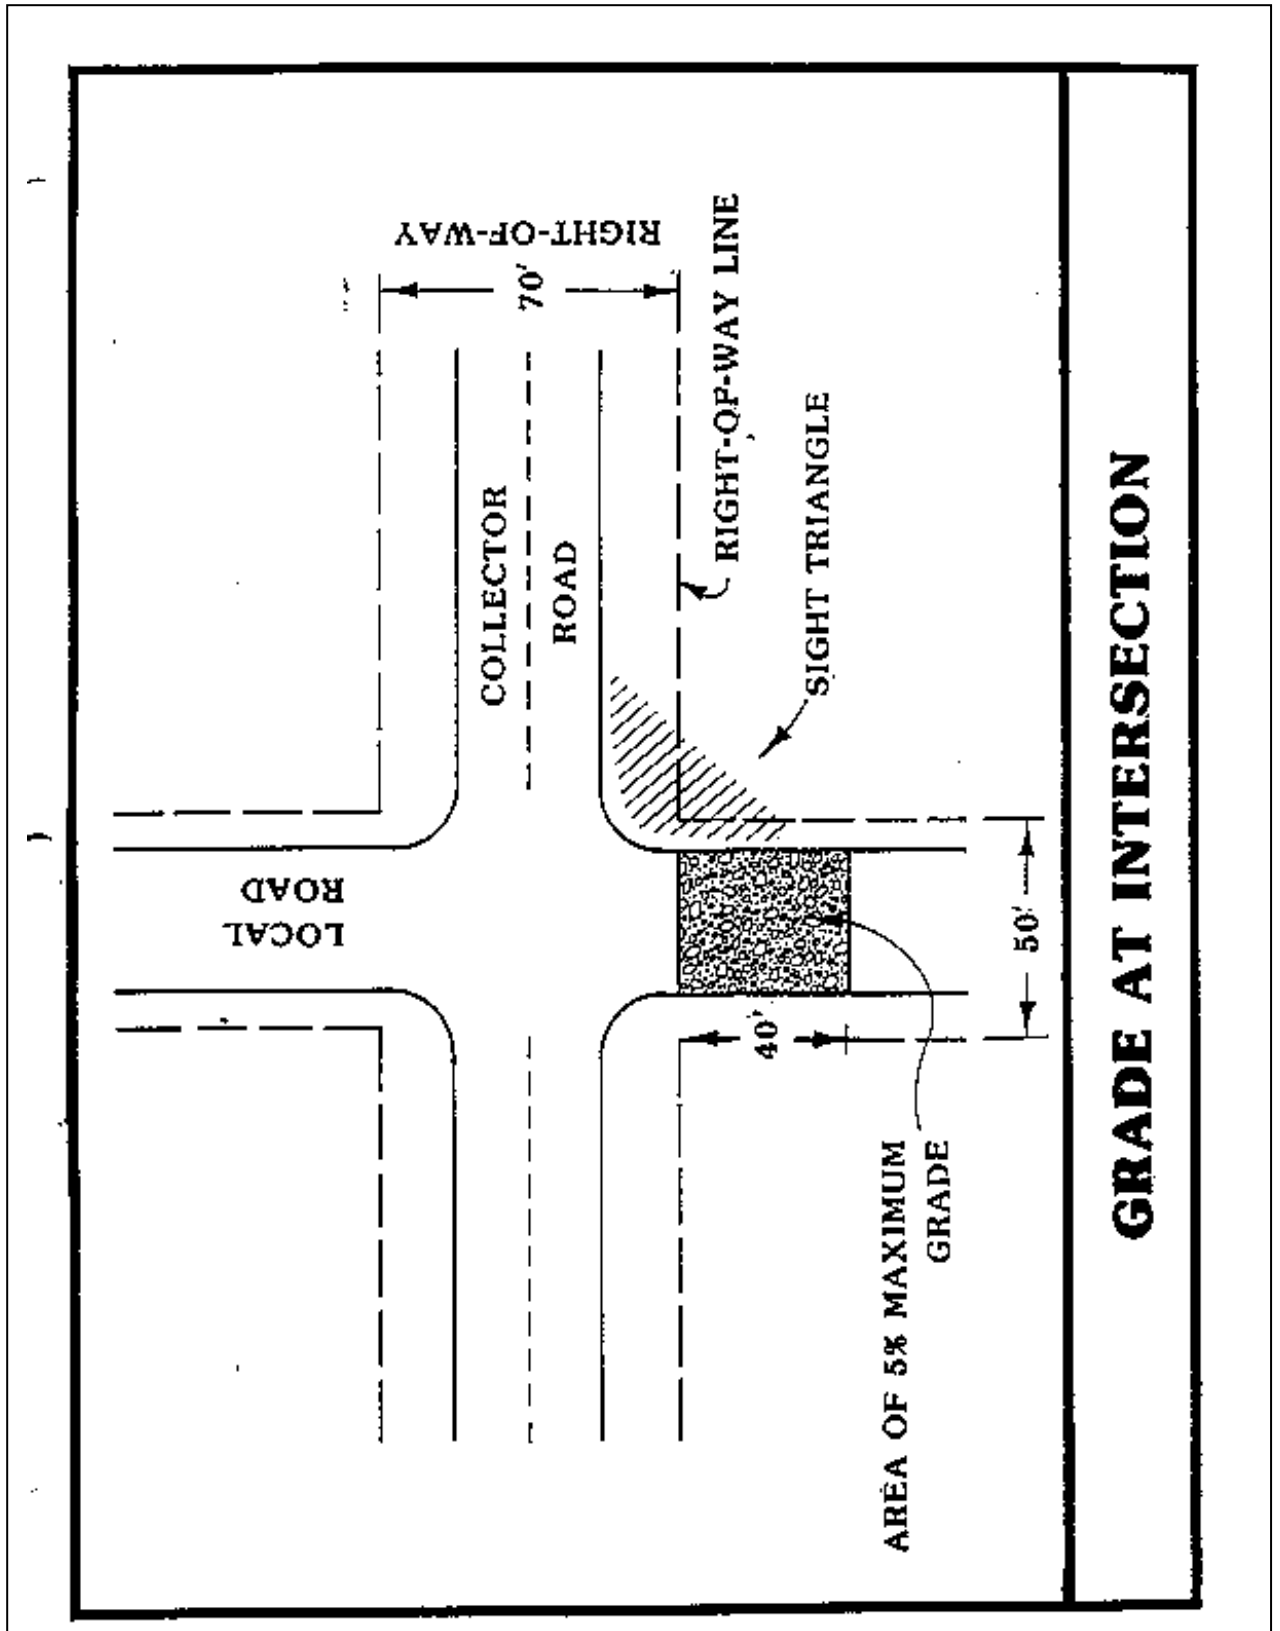 RIGHT-OF-WAY
70'
RIGHT-OF-WAY LINE
COLLECTOR
ROAD
SIGHT TRIANGLE
LOCAL
ROAD
50'
40'
AREA OF 5% MAXIMUM
GRADE
GRADE AT INTERSECTION